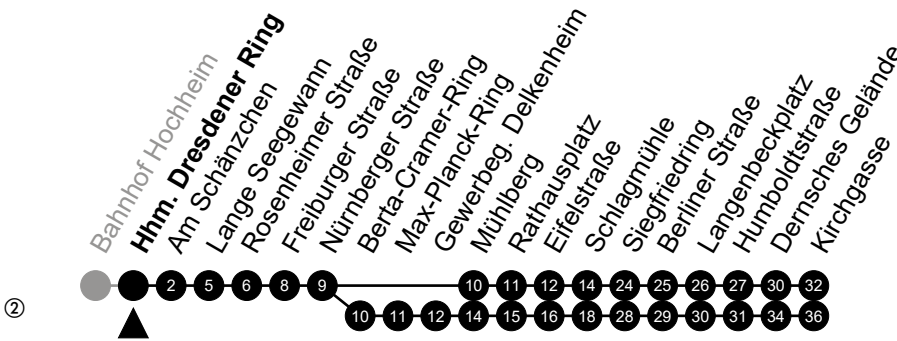 Bahnhof Hochheim
Hhm. Dresdener Ring
Am Schänzchen
Lange Seegewann
Rosenheimer Straße
Freiburger Straße
Nürnberger Straße
Berta-Cramer-Ring
Max-Planck-Ring
Gewerbeg. Delkenheim
Mühlberg
Rathausplatz
Eifelstraße
Schlagmühle
Siegfriedring
Berliner Straße
Langenbeckplatz
Humboldtstraße
Dernsches Gelände
Kirchgasse
2 5 6 8 9 10 11 12 14 24 25 26 27 30 32
② 10 11 12 14 15 16 18 28 29 30 31 34 36